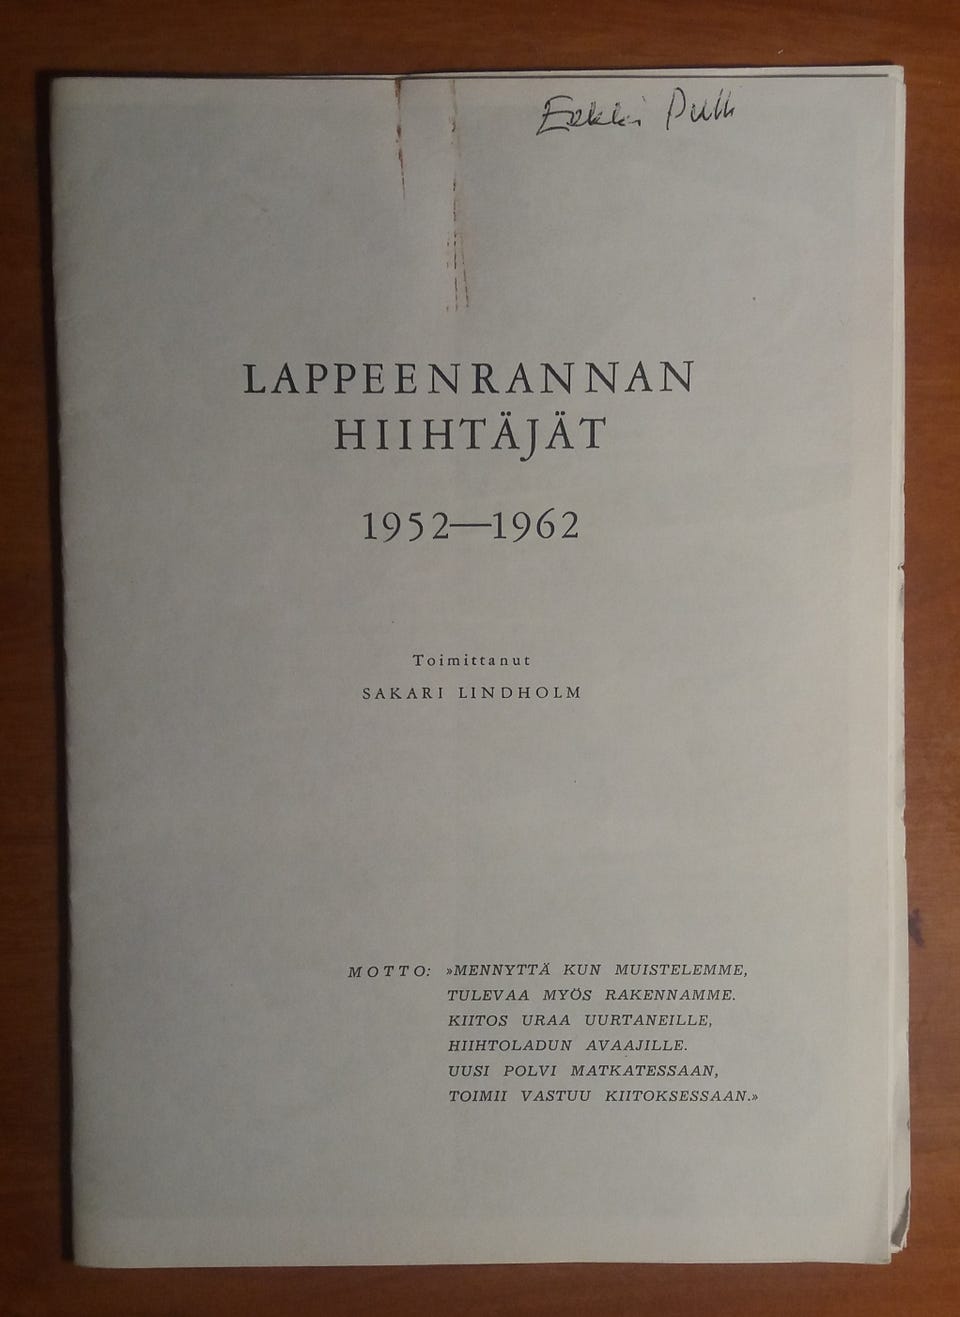 LAPPEENRANNAN
HIIHTÄJÄT
1952—1962
Toimittanut
SAKARI LINDHOLM
MOTTO: »MENNYTTÄ KUN MUISTELEMME,
TULEVAA MYÖS RAKENNAMME.
KIITOS URAA UURTANEILLE,
HIIHTOLADUN AVAAJILLE.
UUSI POLVI MATKATESSAAN,
TOIMII VASTUU KIITOKSESSAAN.»